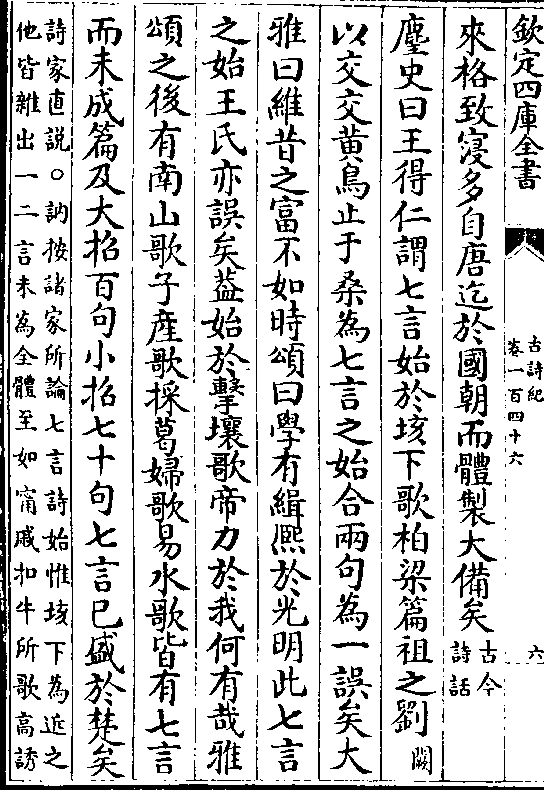 欽定四庫全書
古詩紀
卷一百四十六
六
來格致寖多自唐迄於國朝而體製大備矣古今
詩話
麈史曰王得仁謂七言始於垓下歌柏梁篇祖之劉闕
以交交黄鳥止于桑為七言之始合兩句為一誤矣大
雅曰維昔之富不如時頌曰學有緝熙於光明此七言
之始王氏亦誤矣葢始於擊壤歌帝力於我何有哉雅
頌之後有南山歌子産歌採葛婦歌易水歌皆有七言
而未成篇及大招百句小招七十句七言已盛於楚矣
詩家直説○訥按諸家所論七言詩始惟垓下為近之
他皆雜出一二言未為全體至如甯戚扣牛所歌高誘